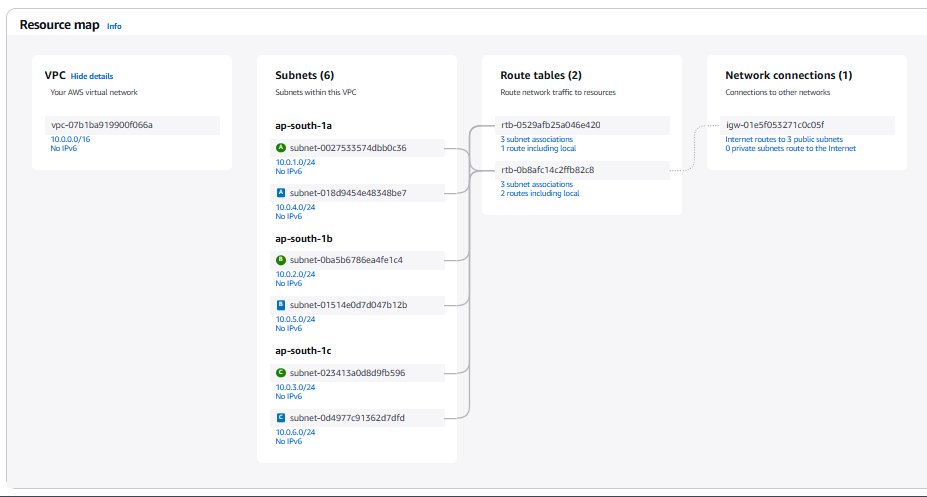 Resource map Info
VPC Hide details
Your AWS virtual network
vpc-07b1ba919900f066a
10.0.0.0/16
No IPv6
Subnets (6)
Subnets within this VPC
ap-south-1a
A subnet-0027533574dbb0c36
10.0.1.0/24
No IPv6
A subnet-018d9454e48348be7
10.0.4.0/24
No IPv6
ap-south-1b
B subnet-0ba5b6786ea4fe1c4
10.0.2.0/24
No IPv6
B subnet-01514e0d7d047b12b
10.0.5.0/24
No IPv6
ap-south-1c
C subnet-023413a0d8d9fb596
10.0.3.0/24
No IPv6
C subnet-0d4977c91362d7dfd
10.0.6.0/24
No IPv6
Route tables (2)
Route network traffic to resources
rtb-0529afb25a046e420
3 subnet associations
1 route including local
rtb-0b8afc14c2ffb82c8
3 subnet associations
2 routes including local
Network connections (1)
Connections to other networks
igw-01e5f053271c0c05f
Internet routes to 3 public subnets
0 private subnets route to the Internet